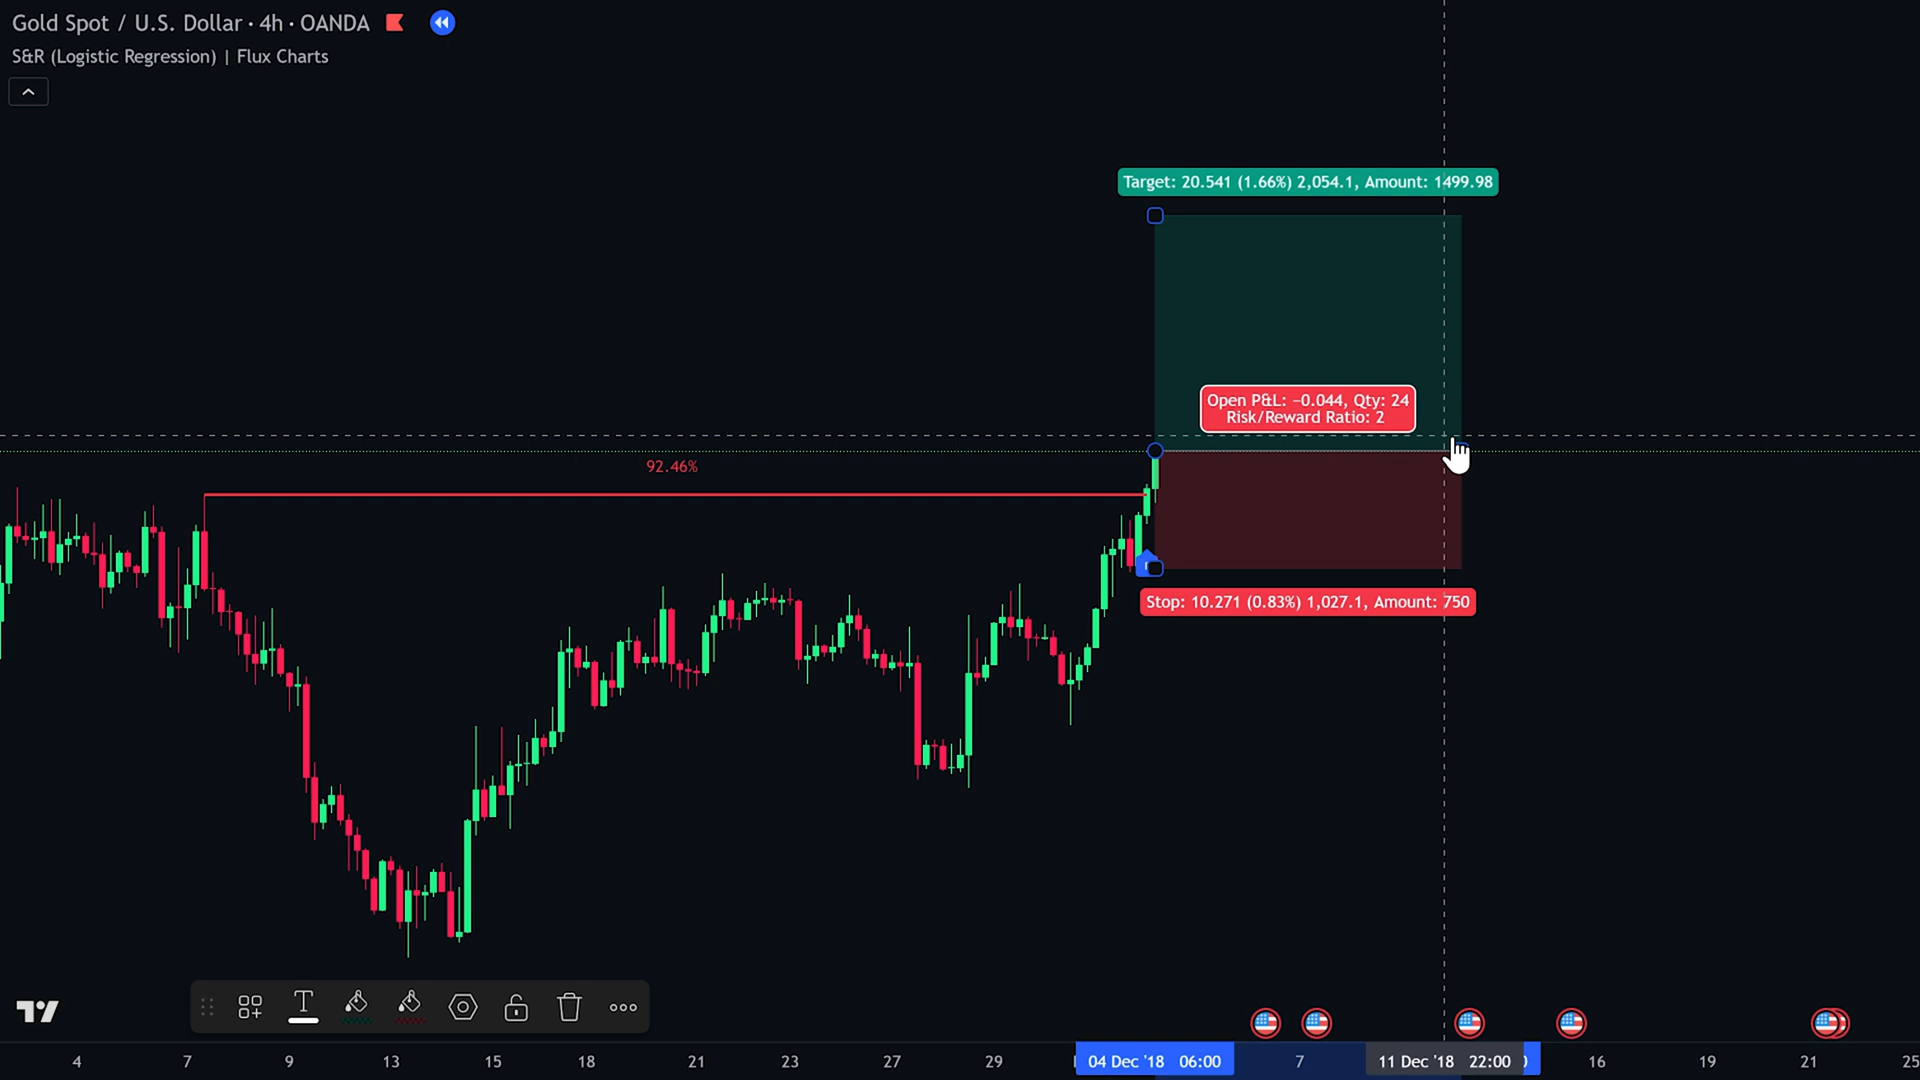 Gold Spot / U.S. Dollar · 4h · OANDA
S&R (Logistic Regression) | Flux Charts
Target: 20.541 (1.66%) 2,054.1, Amount: 1499.98
Open P&L: −0.044, Qty: 24
Risk/Reward Ratio: 2
92.46%
Stop: 10.271 (0.83%) 1,027.1, Amount: 750
4 7 9 13 15 18 21 23 27 29 04 Dec '18 06:00 7 11 Dec '18 22:00 16 19 21 25